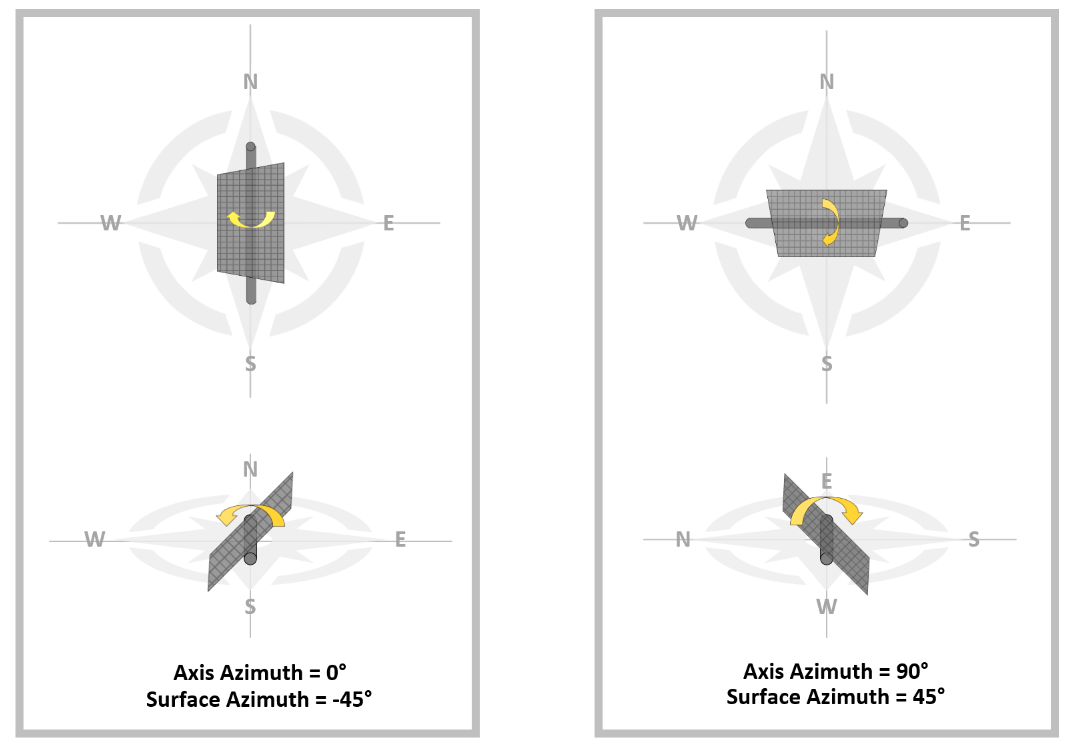 N
W
E
S
N
W
E
S
Axis Azimuth = 0°
Surface Azimuth = -45°
N
W
E
S
E
N
S
W
Axis Azimuth = 90°
Surface Azimuth = 45°